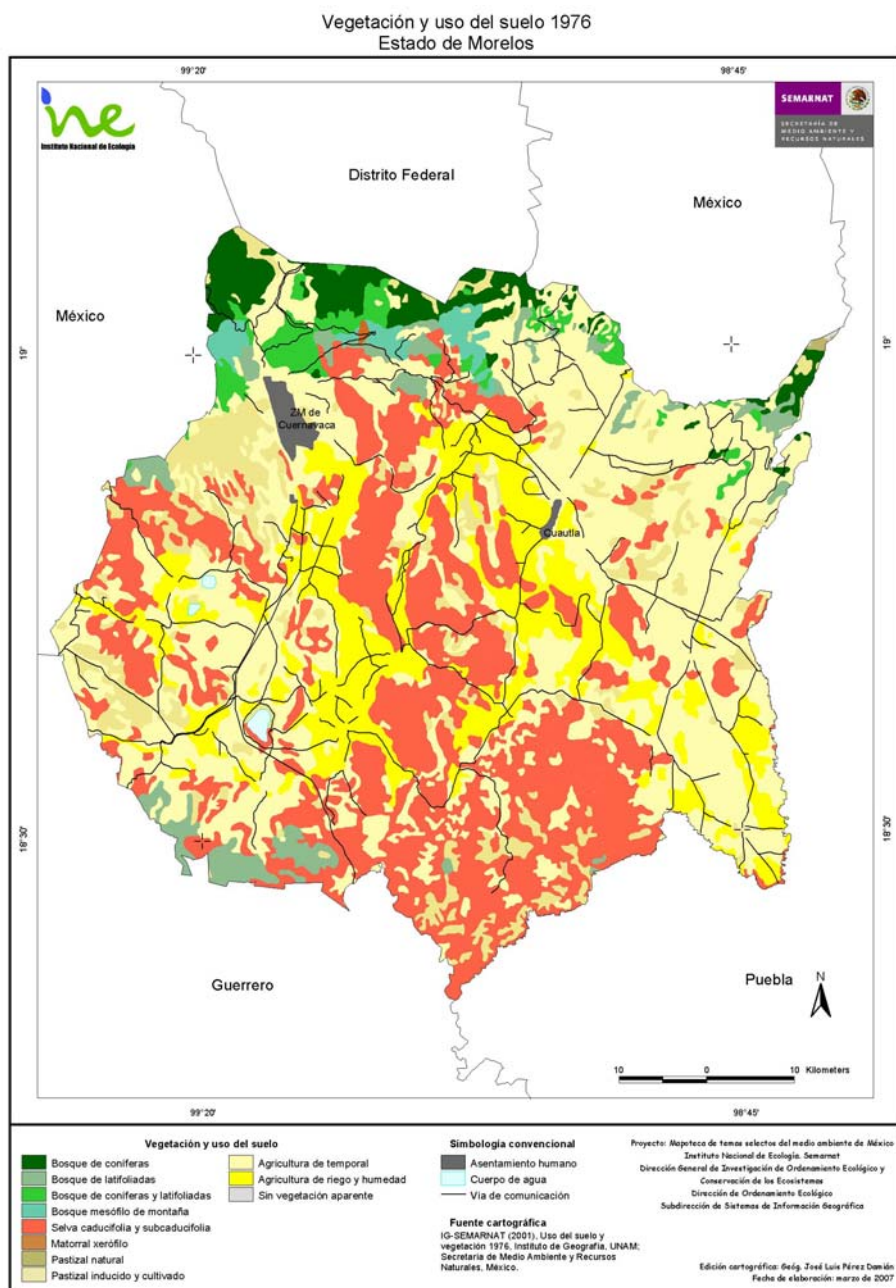 Vegetación y uso del suelo 1976
Estado de Morelos
99°20'
98°45'
ine
Instituto Nacional de Ecología
SEMARNAT
SECRETARÍA DE
MEDIO AMBIENTE Y
RECURSOS NATURALES
Distrito Federal
México
México
19°
19°
ZM de
Cuernavaca
Cuautla
18°30'
18°30'
Guerrero
Puebla
N
10 0 10 Kilometers
99°20'
98°45'
Vegetación y uso del suelo
Bosque de coníferas
Bosque de latifoliadas
Bosque de coníferas y latifoliadas
Bosque mesófilo de montaña
Selva caducifolia y subcaducifolia
Matorral xerófilo
Pastizal natural
Pastizal inducido y cultivado
Agricultura de temporal
Agricultura de riego y humedad
Sin vegetación aparente
Simbología convencional
Asentamiento humano
Cuerpo de agua
Vía de comunicación
Fuente cartográfica
IG-SEMARNAT (2001), Uso del suelo y
vegetación 1976, Instituto de Geografía, UNAM;
Secretaría de Medio Ambiente y Recursos
Naturales, México.
Proyecto: Mapoteca de temas selectos del medio ambiente de México
Instituto Nacional de Ecología, Semarnat
Dirección General de Investigación de Ordenamiento Ecológico y
Conservación de los Ecosistemas
Dirección de Ordenamiento Ecológico
Subdirección de Sistemas de Información Geográfica
Edición cartográfica: Geóg. José Luis Pérez Damián
Fecha de elaboración: marzo de 2007